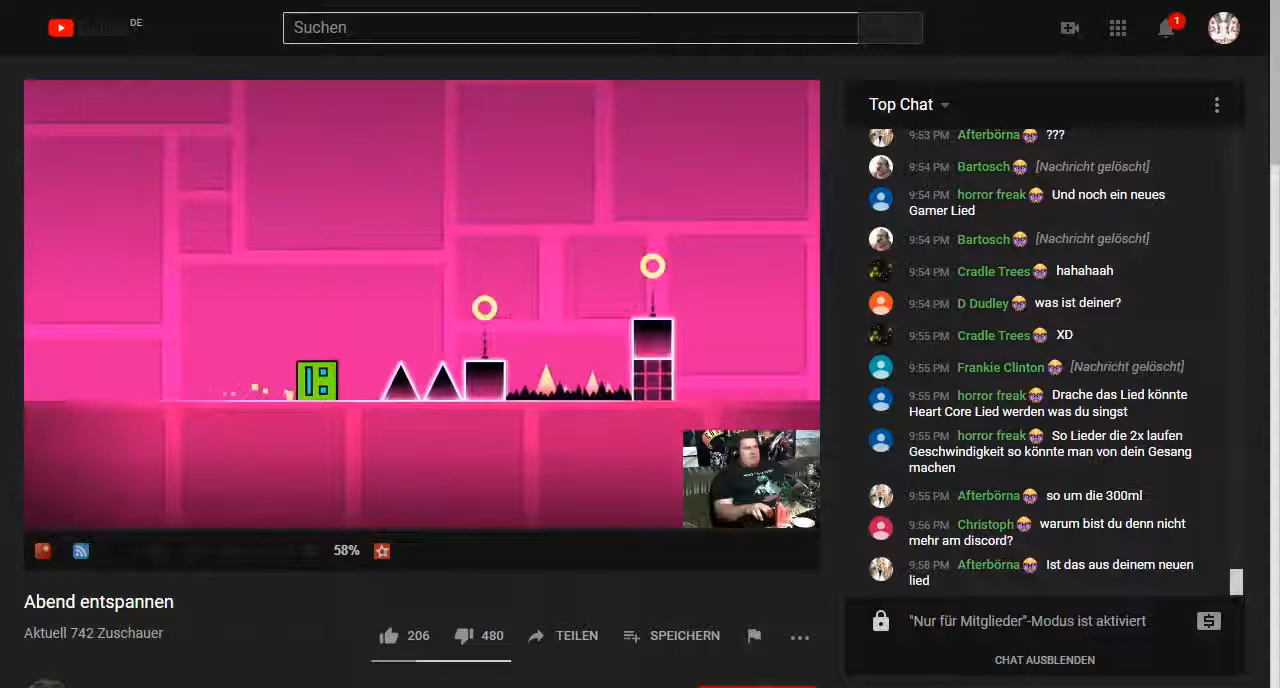 DE
Suchen
1
Top Chat
9:53 PM Afterbörna ???
9:54 PM Bartosch [Nachricht gelöscht]
9:54 PM horror freak Und noch ein neues
Gamer Lied
9:54 PM Bartosch [Nachricht gelöscht]
9:54 PM Cradle Trees hahahaah
9:54 PM D Dudley was ist deiner?
9:55 PM Cradle Trees XD
9:55 PM Frankie Clinton [Nachricht gelöscht]
9:55 PM horror freak Drache das Lied könnte
Heart Core Lied werden was du singst
9:55 PM horror freak So Lieder die 2x laufen
Geschwindigkeit so könnte man von dein Gesang
machen
9:55 PM Afterbörna so um die 300ml
9:56 PM Christoph warum bist du denn nicht
mehr am discord?
9:58 PM Afterbörna Ist das aus deinem neuen
lied
"Nur für Mitglieder"-Modus ist aktiviert
CHAT AUSBLENDEN
58%
Abend entspannen
Aktuell 742 Zuschauer
206
480
TEILEN
SPEICHERN